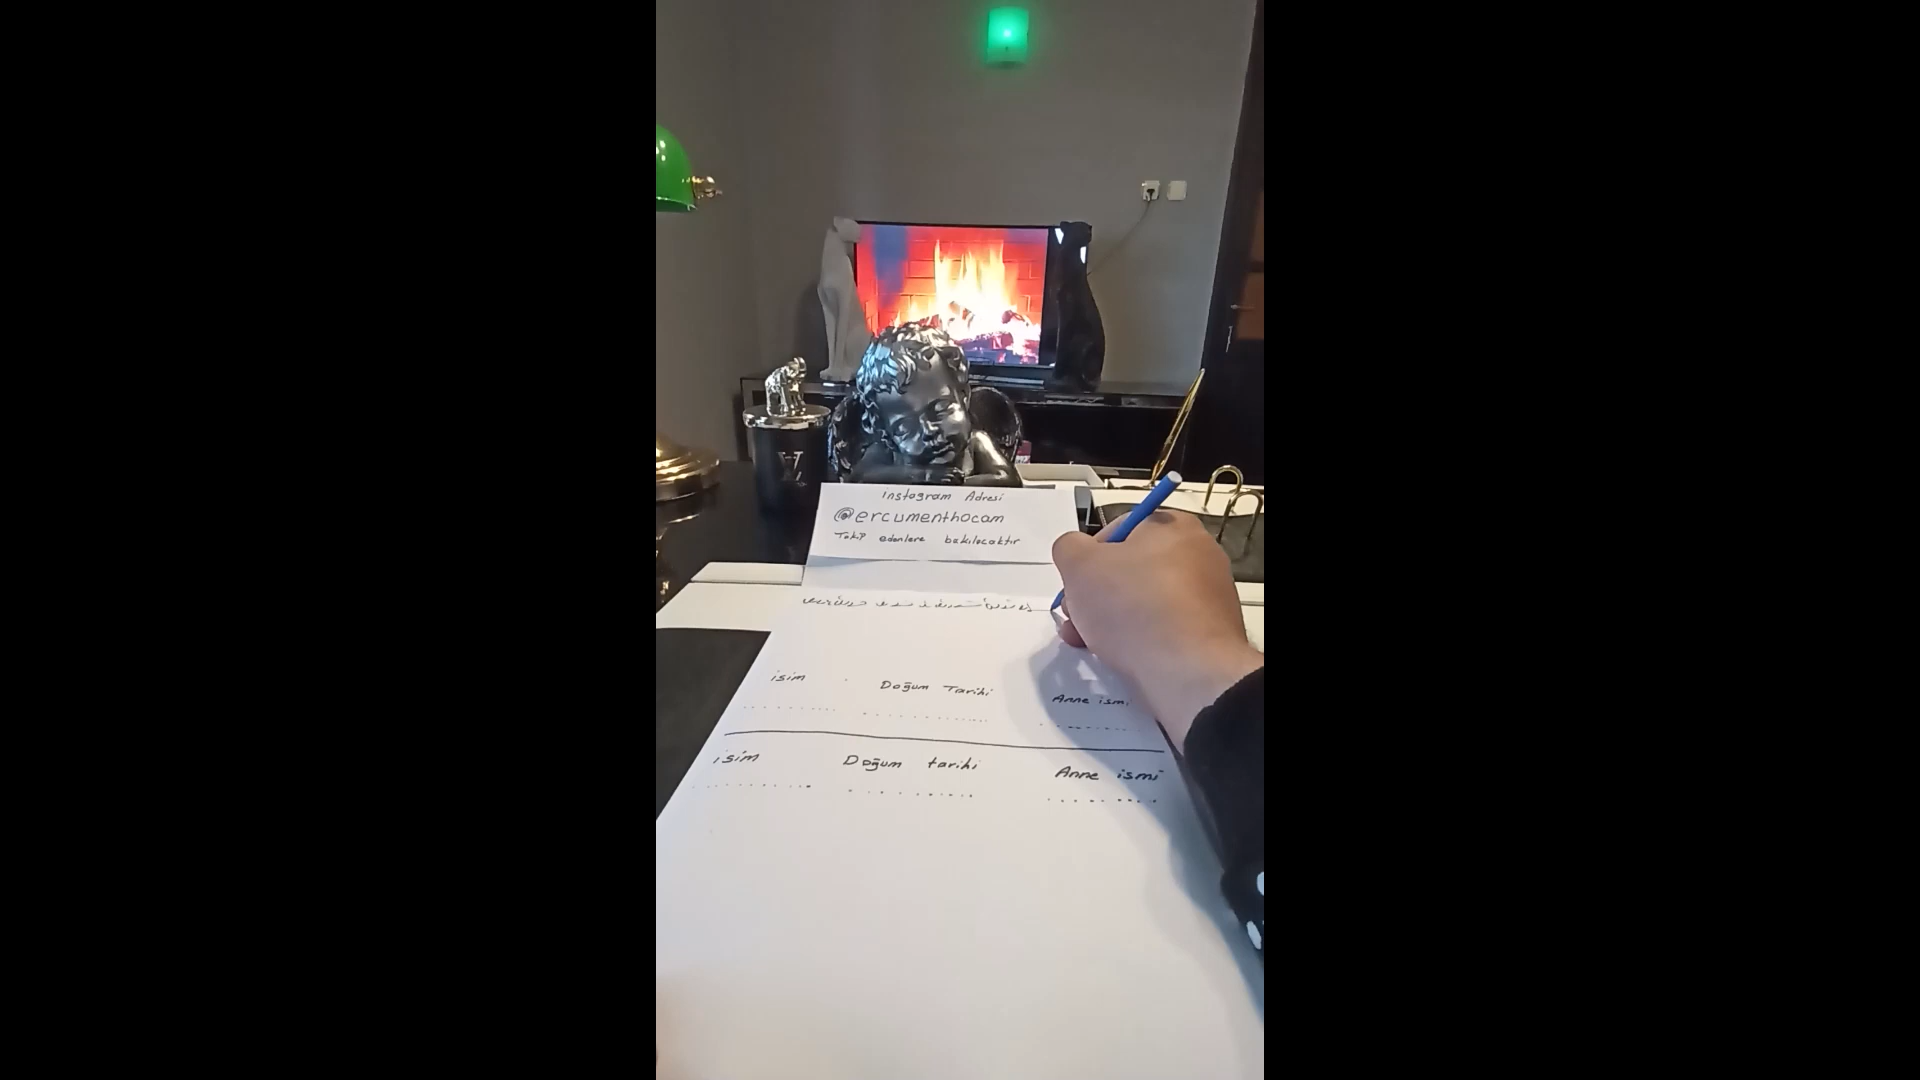 instagram Adresi
@ercumenthocam
Takip edenlere bakılacaktır
isim Doğum Tarihi Anne ismi
isim Doğum tarihi Anne ismi